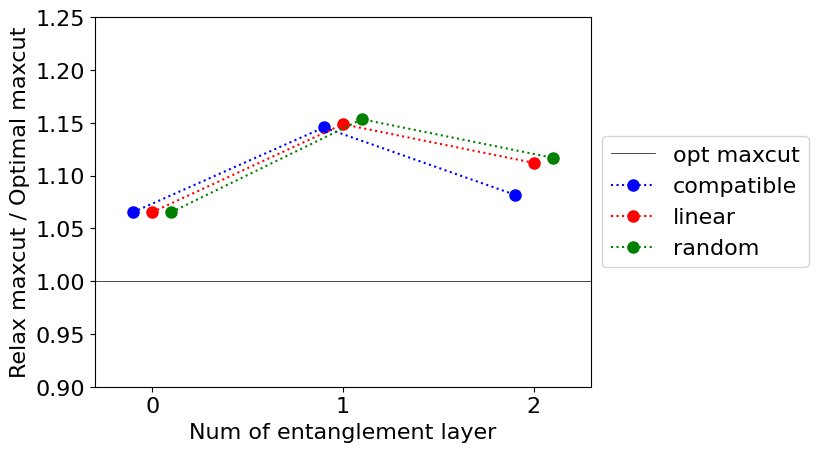 Relax maxcut / Optimal maxcut
1.25
1.20
1.15
1.10
1.05
1.00
0.95
0.90
0
1
2
Num of entanglement layer
opt maxcut
compatible
linear
random